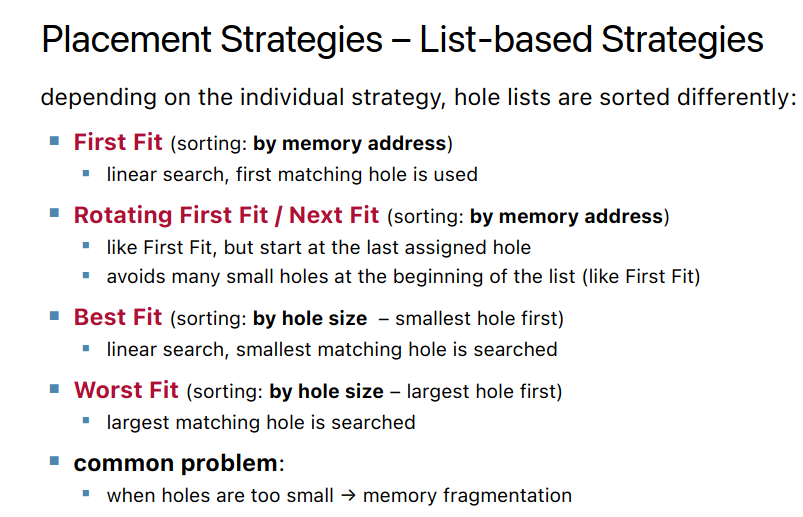 Placement Strategies – List-based Strategies
depending on the individual strategy, hole lists are sorted differently:
▪ First Fit (sorting: by memory address)
▪ linear search, first matching hole is used
▪ Rotating First Fit / Next Fit (sorting: by memory address)
▪ like First Fit, but start at the last assigned hole
▪ avoids many small holes at the beginning of the list (like First Fit)
▪ Best Fit (sorting: by hole size – smallest hole first)
▪ linear search, smallest matching hole is searched
▪ Worst Fit (sorting: by hole size – largest hole first)
▪ largest matching hole is searched
▪ common problem:
▪ when holes are too small → memory fragmentation